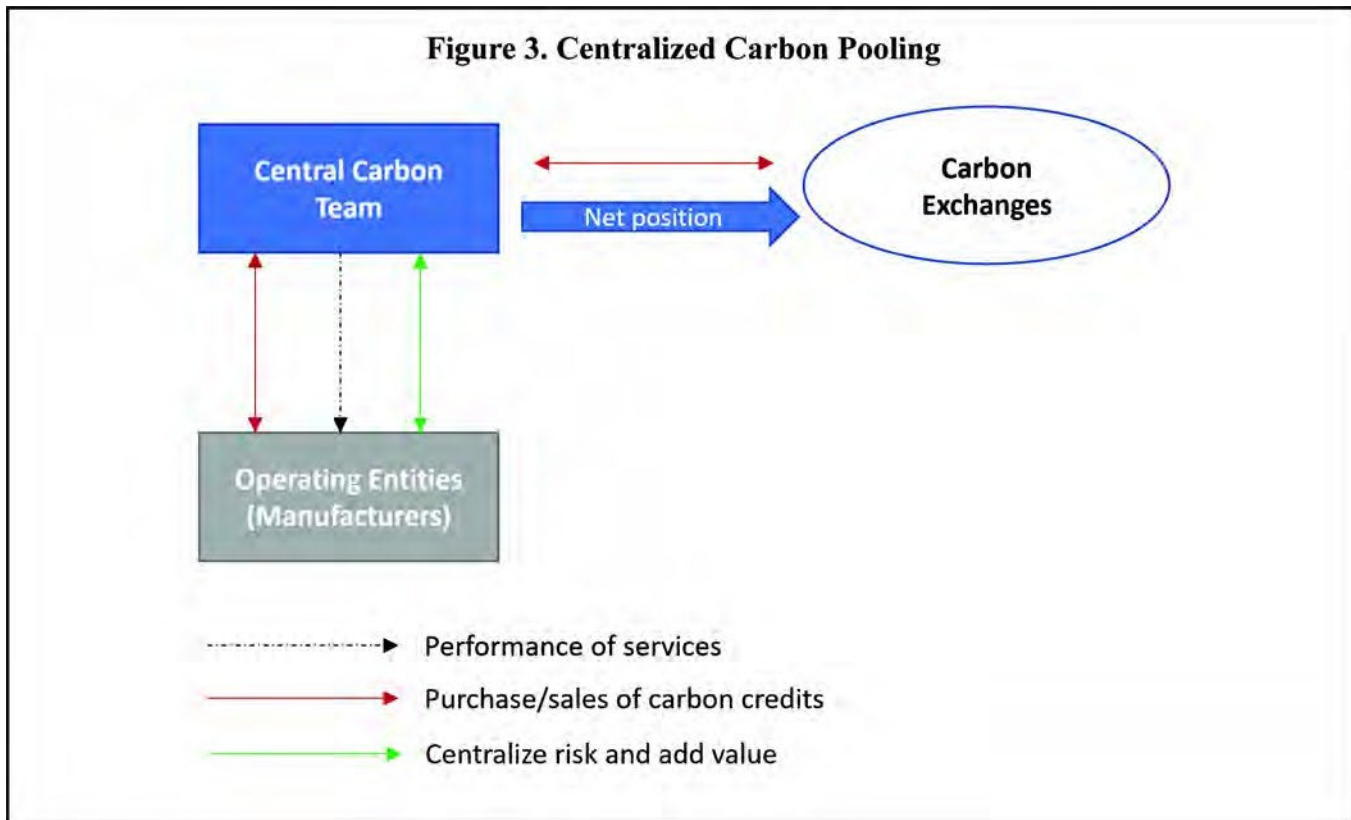 Figure 3. Centralized Carbon Pooling
Central Carbon
Team
Net position
Carbon
Exchanges
Operating Entities
(Manufacturers)
Performance of services
Purchase/sales of carbon credits
Centralize risk and add value